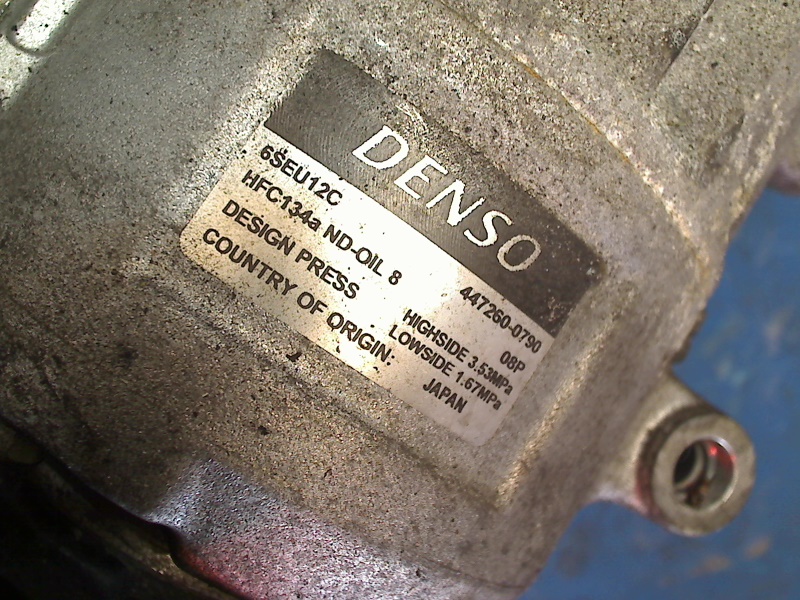 DENSO
6SEU12C 447260-0790
HFC134a ND-OIL 8 08P
DESIGN PRESS HIGHSIDE 3.53MPa
LOWSIDE 1.67MPa
COUNTRY OF ORIGIN: JAPAN